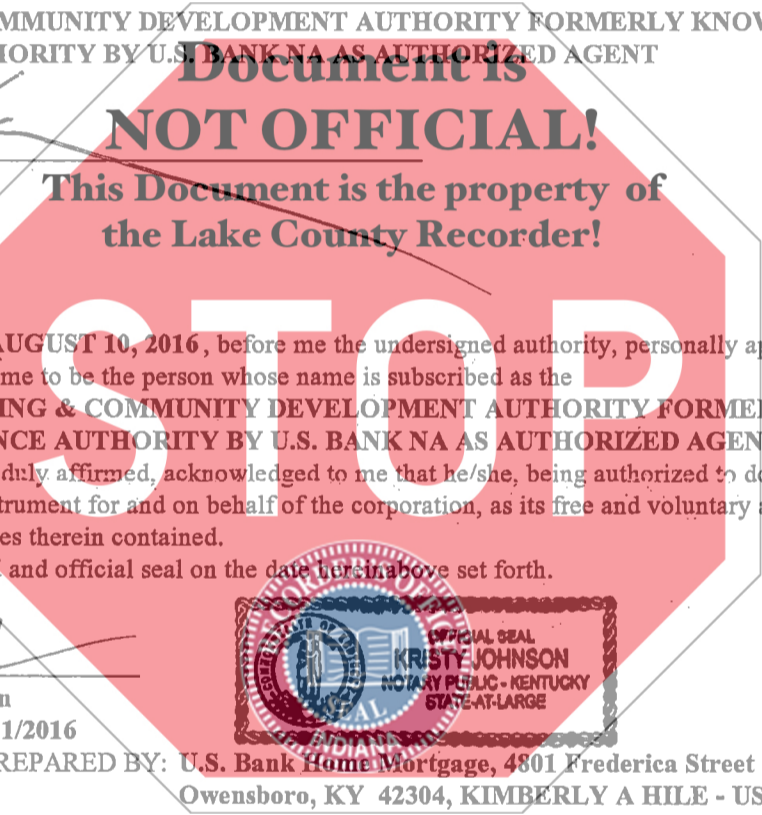 MMUNITY DEVELOPMENT AUTHORITY FORMERLY KNOW
HORITY BY U.S. BANK NA AS AUTHORIZED AGENT
Document is
NOT OFFICIAL!
This Document is the property of
the Lake County Recorder!
STOP
AUGUST 10, 2016, before me the undersigned authority, personally ap
me to be the person whose name is subscribed as the
ING & COMMUNITY DEVELOPMENT AUTHORITY FORMER
NCE AUTHORITY BY U.S. BANK NA AS AUTHORIZED AGEN
duly affirmed, acknowledged to me that he/she, being authorized to do
trument for and on behalf of the corporation, as its free and voluntary a
es therein contained.
and official seal on the date hereinabove set forth.
OFFICIAL SEAL
KRISTY JOHNSON
NOTARY PUBLIC - KENTUCKY
STATE-AT-LARGE
SEAL
INDIANA
n
1/2016
REPARED BY: U.S. Bank Home Mortgage, 4801 Frederica Street
Owensboro, KY 42304, KIMBERLY A HILE - US